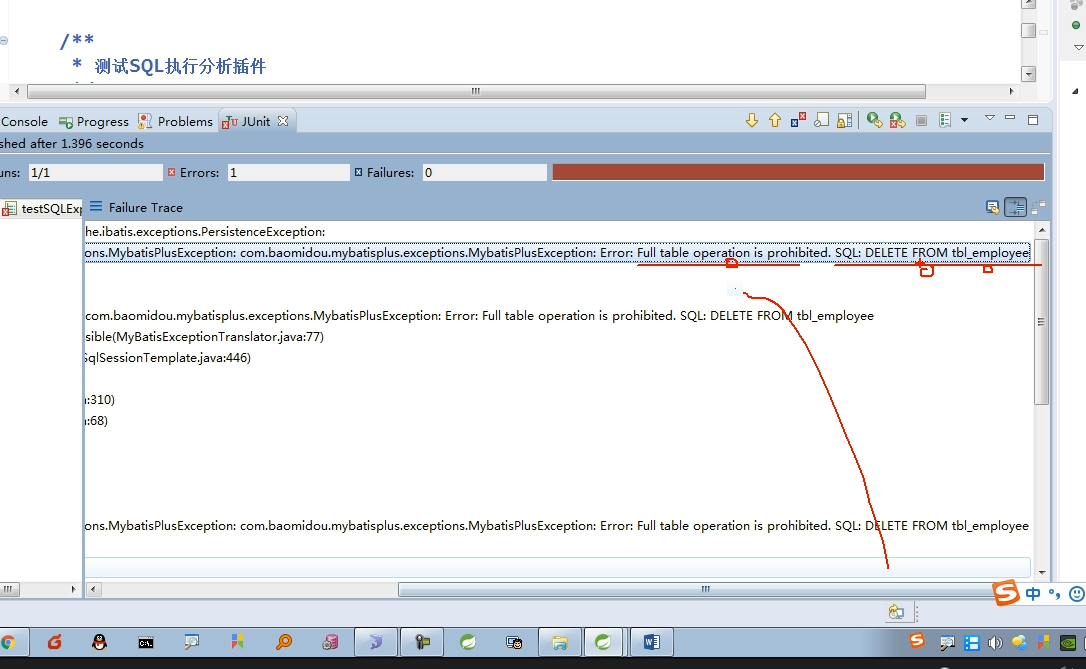 /**
* 测试SQL执行分析插件
Console Progress Problems JUnit
shed after 1.396 seconds
uns: 1/1 Errors: 1 Failures: 0
testSQLExp Failure Trace
he.ibatis.exceptions.PersistenceException:
ons.MybatisPlusException: com.baomidou.mybatisplus.exceptions.MybatisPlusException: Error: Full table operation is prohibited. SQL: DELETE FROM tbl_employee
com.baomidou.mybatisplus.exceptions.MybatisPlusException: Error: Full table operation is prohibited. SQL: DELETE FROM tbl_employee
sible(MyBatisExceptionTranslator.java:77)
SqlSessionTemplate.java:446)
:310)
:68)
ons.MybatisPlusException: com.baomidou.mybatisplus.exceptions.MybatisPlusException: Error: Full table operation is prohibited. SQL: DELETE FROM tbl_employee
中